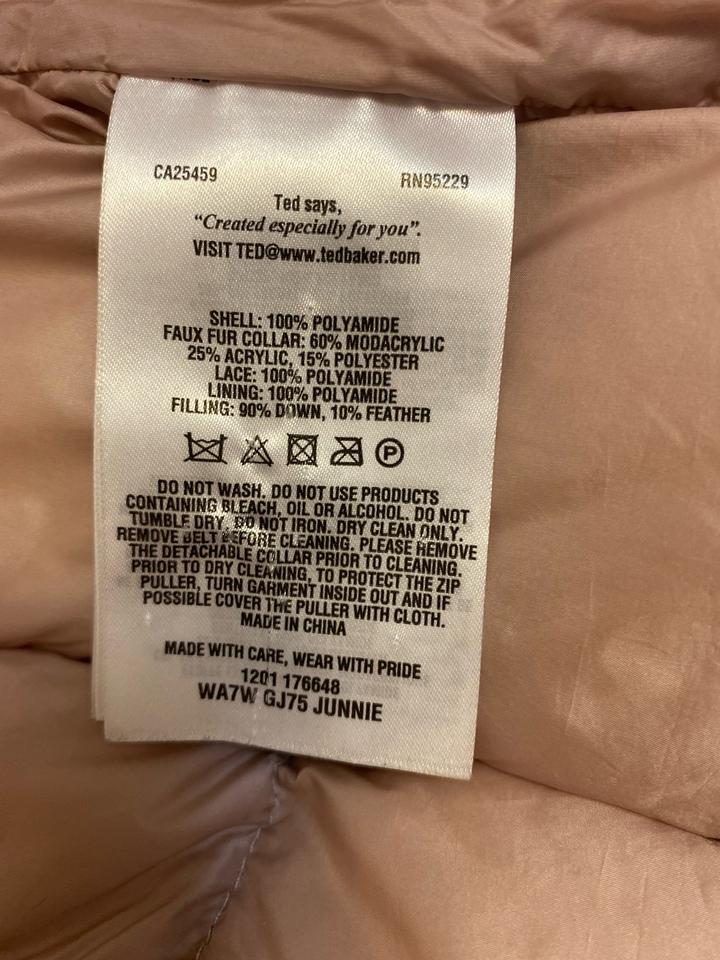 CA25459 RN95229
Ted says,
“Created especially for you”.
VISIT TED@www.tedbaker.com
SHELL: 100% POLYAMIDE
FAUX FUR COLLAR: 60% MODACRYLIC
25% ACRYLIC, 15% POLYESTER
LACE: 100% POLYAMIDE
LINING: 100% POLYAMIDE
FILLING: 90% DOWN, 10% FEATHER
P
DO NOT WASH. DO NOT USE PRODUCTS
CONTAINING BLEACH, OIL OR ALCOHOL. DO NOT
TUMBLE DRY. DO NOT IRON. DRY CLEAN ONLY.
REMOVE BELT BEFORE CLEANING. PLEASE REMOVE
THE DETACHABLE COLLAR PRIOR TO CLEANING.
PRIOR TO DRY CLEANING, TO PROTECT THE ZIP
PULLER, TURN GARMENT INSIDE OUT AND IF
POSSIBLE COVER THE PULLER WITH CLOTH.
MADE IN CHINA
MADE WITH CARE, WEAR WITH PRIDE
1201 176648
WA7W GJ75 JUNNIE